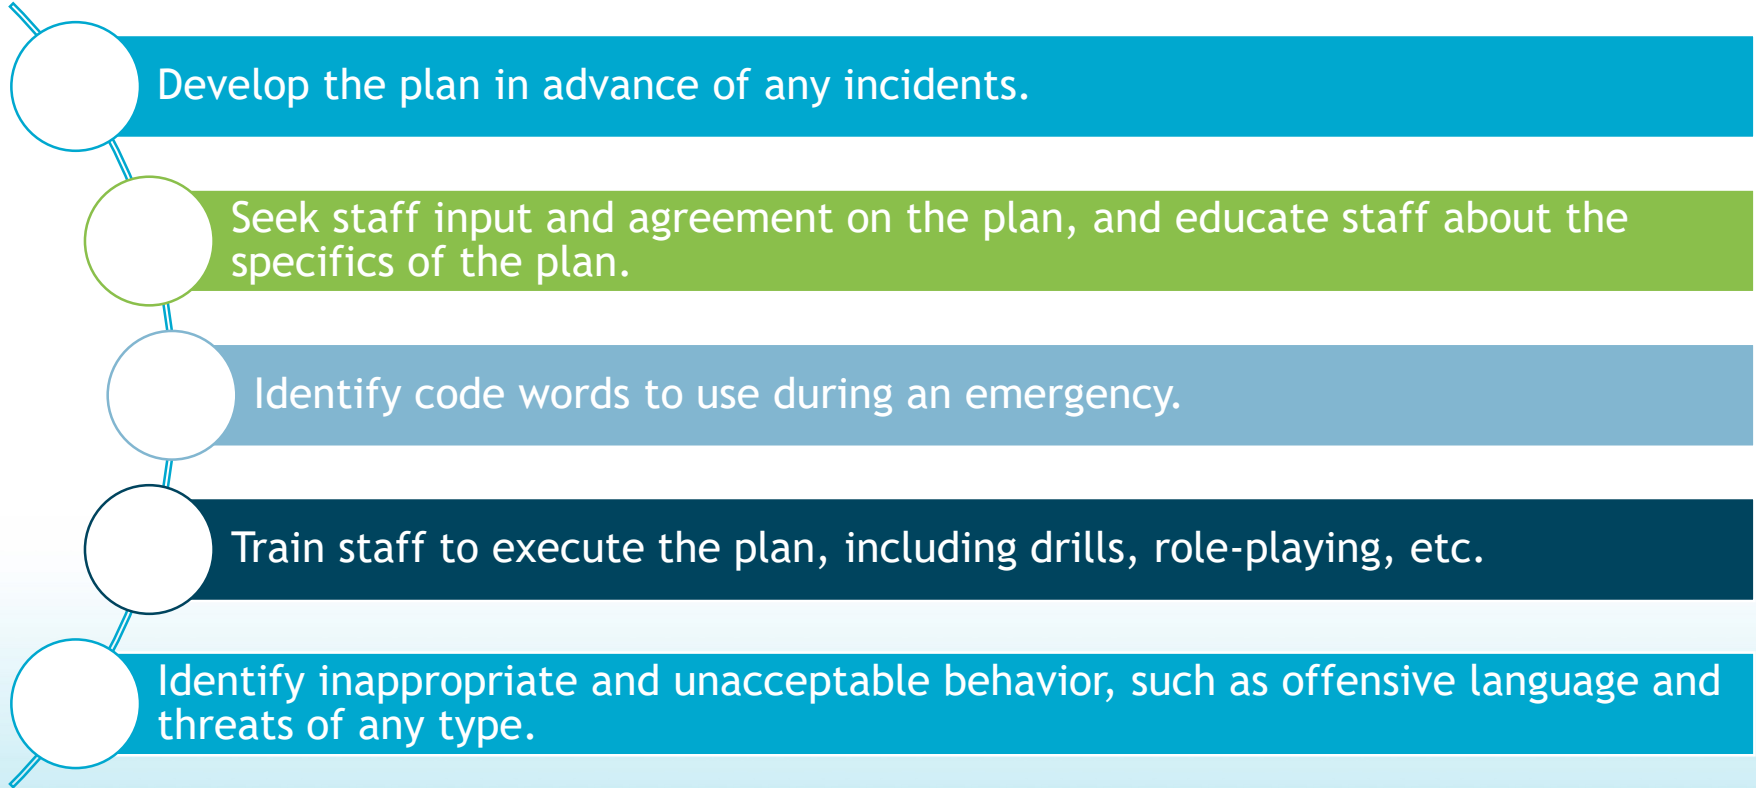 Develop the plan in advance of any incidents.
Seek staff input and agreement on the plan, and educate staff about the
specifics of the plan.
Identify code words to use during an emergency.
Train staff to execute the plan, including drills, role-playing, etc.
Identify inappropriate and unacceptable behavior, such as offensive language and
threats of any type.